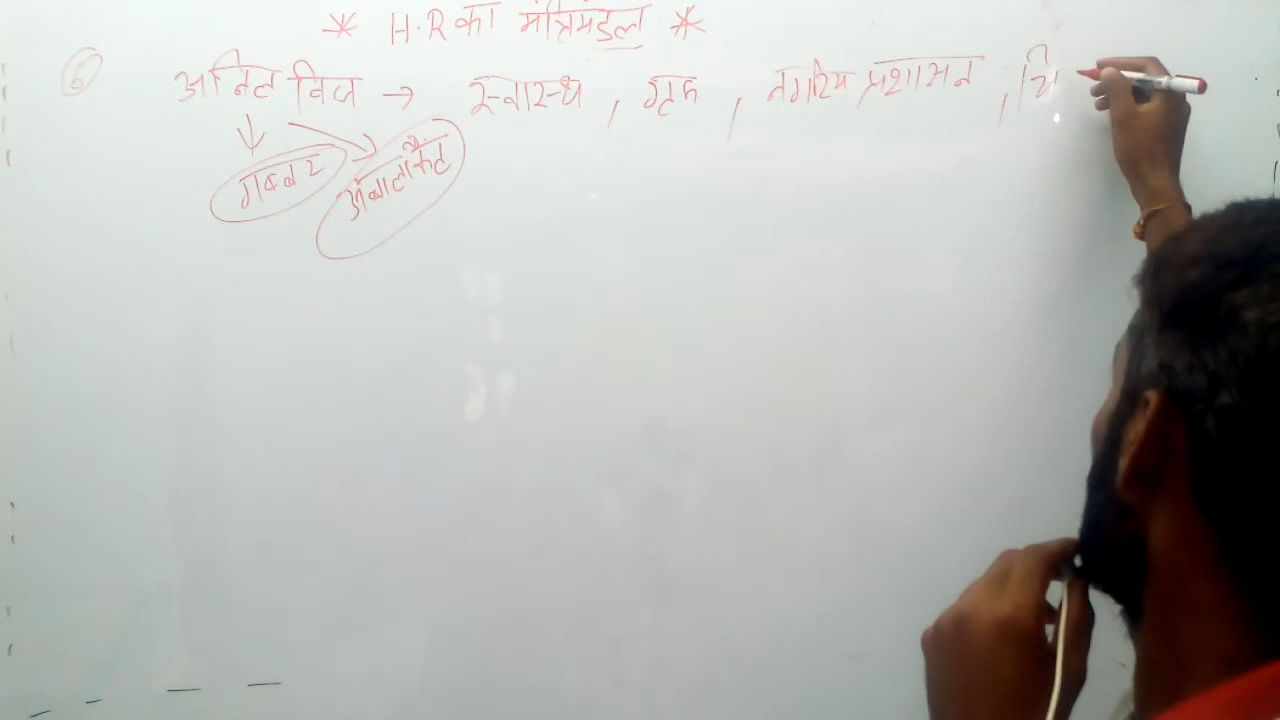 * H.R का मंत्रिमंडल *
6 अनिल विज → स्वास्थ , गृह , नगरिय प्रशासन ,
गब्बर अंबाला कैंट